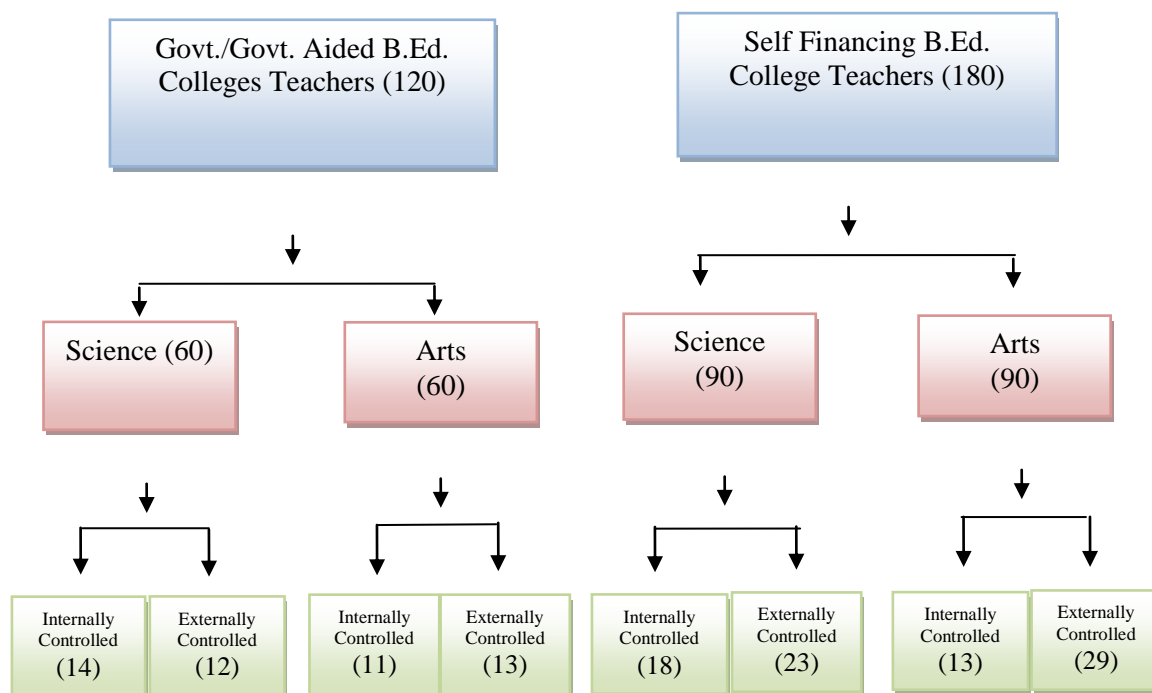 Govt./Govt. Aided B.Ed.
Colleges Teachers (120)
Self Financing B.Ed.
College Teachers (180)
Science (60)
Arts
(60)
Science
(90)
Arts
(90)
Internally
Controlled
(14)
Externally
Controlled
(12)
Internally
Controlled
(11)
Externally
Controlled
(13)
Internally
Controlled
(18)
Externally
Controlled
(23)
Internally
Controlled
(13)
Externally
Controlled
(29)